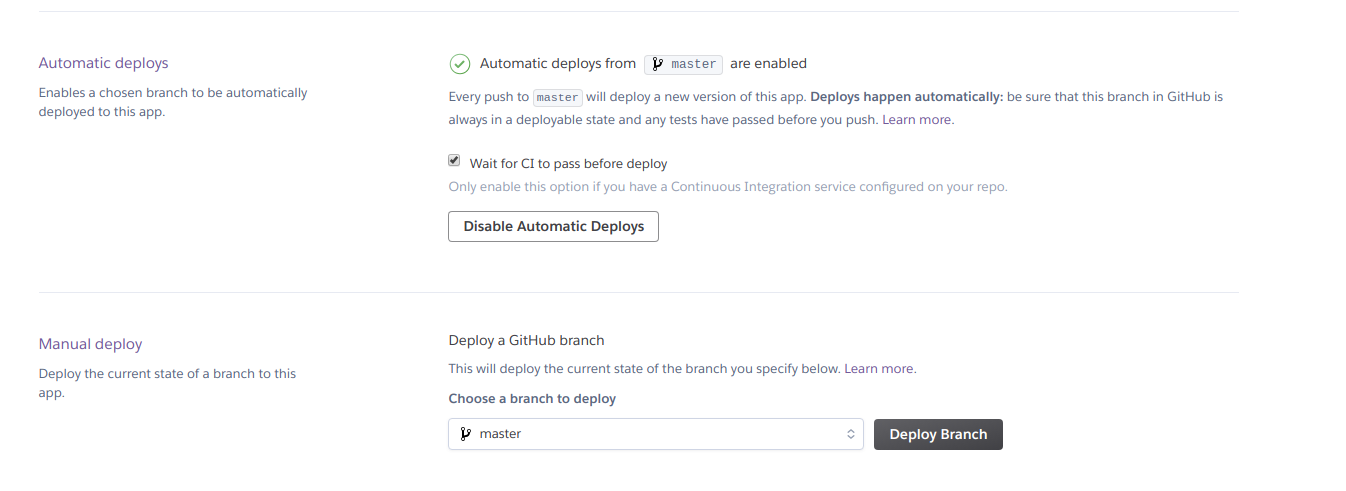 Automatic deploys
Enables a chosen branch to be automatically
deployed to this app.
Automatic deploys from master are enabled
Every push to master will deploy a new version of this app. Deploys happen automatically: be sure that this branch in GitHub is
always in a deployable state and any tests have passed before you push. Learn more.
Wait for CI to pass before deploy
Only enable this option if you have a Continuous Integration service configured on your repo.
Disable Automatic Deploys
Manual deploy
Deploy the current state of a branch to this
app.
Deploy a GitHub branch
This will deploy the current state of the branch you specify below. Learn more.
Choose a branch to deploy
master
Deploy Branch